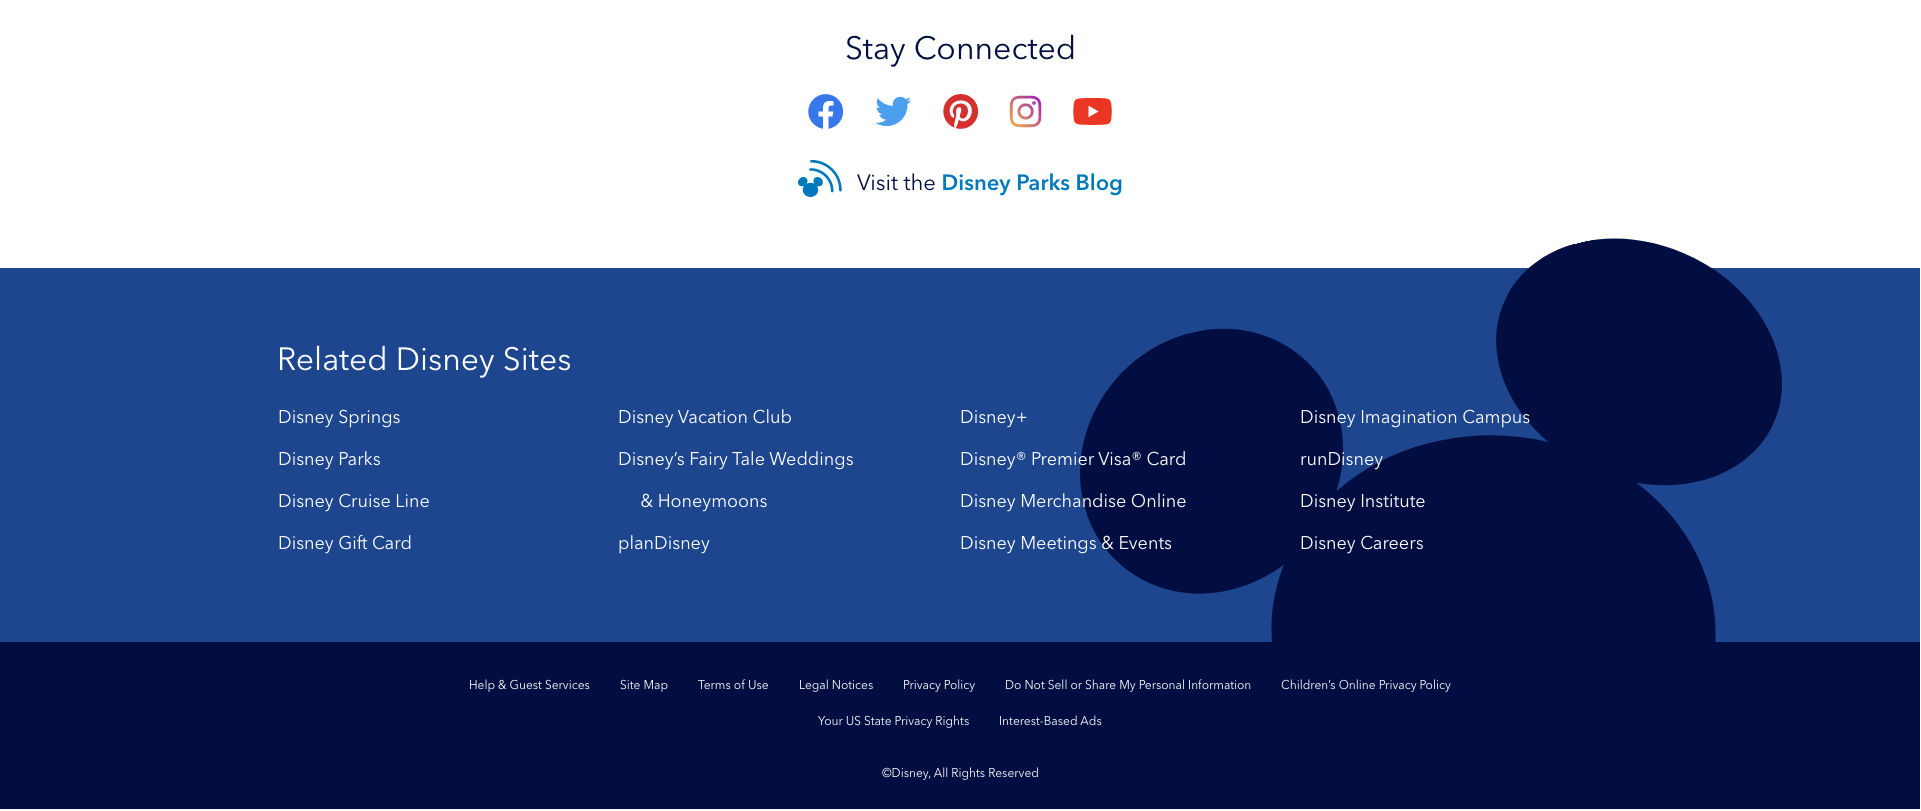 Stay Connected
Visit the Disney Parks Blog
Related Disney Sites
Disney Springs
Disney Parks
Disney Cruise Line
Disney Gift Card
Disney Vacation Club
Disney’s Fairy Tale Weddings
& Honeymoons
planDisney
Disney+
Disney® Premier Visa® Card
Disney Merchandise Online
Disney Meetings & Events
Disney Imagination Campus
runDisney
Disney Institute
Disney Careers
Help & Guest Services Site Map Terms of Use Legal Notices Privacy Policy Do Not Sell or Share My Personal Information Children’s Online Privacy Policy
Your US State Privacy Rights Interest-Based Ads
©Disney, All Rights Reserved